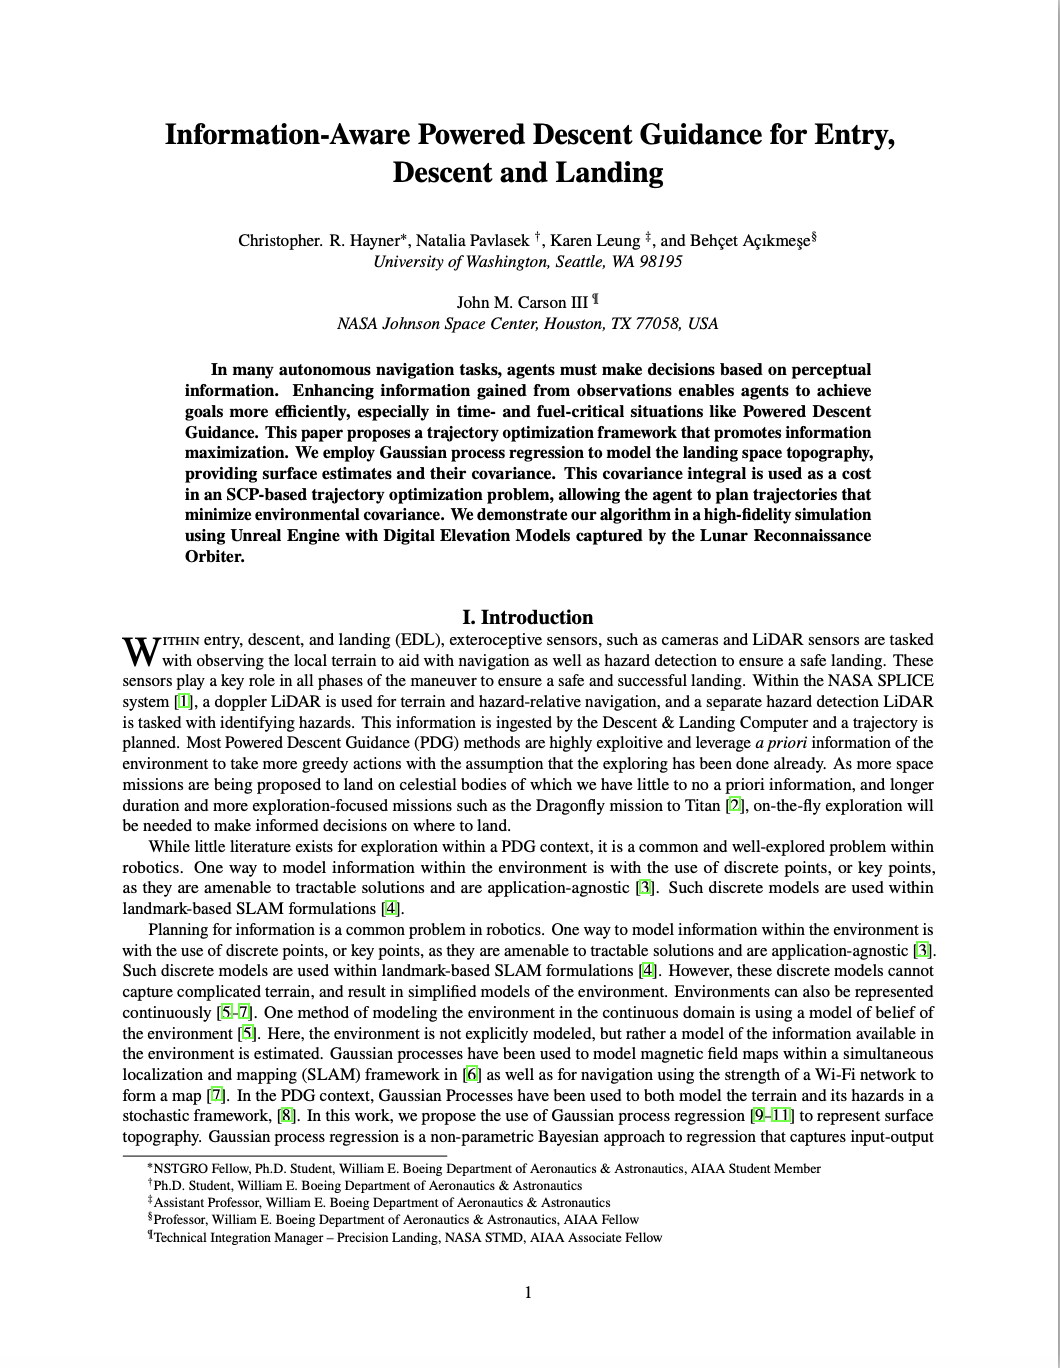 Information-Aware Powered Descent Guidance for Entry,
Descent and Landing
Christopher. R. Hayner*, Natalia Pavlasek †, Karen Leung ‡, and Behçet Açıkmeşe§
University of Washington, Seattle, WA 98195
John M. Carson III ¶
NASA Johnson Space Center, Houston, TX 77058, USA
In many autonomous navigation tasks, agents must make decisions based on perceptual
information. Enhancing information gained from observations enables agents to achieve
goals more efficiently, especially in time- and fuel-critical situations like Powered Descent
Guidance. This paper proposes a trajectory optimization framework that promotes information
maximization. We employ Gaussian process regression to model the landing space topography,
providing surface estimates and their covariance. This covariance integral is used as a cost
in an SCP-based trajectory optimization problem, allowing the agent to plan trajectories that
minimize environmental covariance. We demonstrate our algorithm in a high-fidelity simulation
using Unreal Engine with Digital Elevation Models captured by the Lunar Reconnaissance
Orbiter.
I. Introduction
WITHIN entry, descent, and landing (EDL), exteroceptive sensors, such as cameras and LiDAR sensors are tasked
with observing the local terrain to aid with navigation as well as hazard detection to ensure a safe landing. These
sensors play a key role in all phases of the maneuver to ensure a safe and successful landing. Within the NASA SPLICE
system [1], a doppler LiDAR is used for terrain and hazard-relative navigation, and a separate hazard detection LiDAR
is tasked with identifying hazards. This information is ingested by the Descent & Landing Computer and a trajectory is
planned. Most Powered Descent Guidance (PDG) methods are highly exploitive and leverage a priori information of the
environment to take more greedy actions with the assumption that the exploring has been done already. As more space
missions are being proposed to land on celestial bodies of which we have little to no a priori information, and longer
duration and more exploration-focused missions such as the Dragonfly mission to Titan [2], on-the-fly exploration will
be needed to make informed decisions on where to land.
While little literature exists for exploration within a PDG context, it is a common and well-explored problem within
robotics. One way to model information within the environment is with the use of discrete points, or key points,
as they are amenable to tractable solutions and are application-agnostic [3]. Such discrete models are used within
landmark-based SLAM formulations [4].
Planning for information is a common problem in robotics. One way to model information within the environment is
with the use of discrete points, or key points, as they are amenable to tractable solutions and are application-agnostic [3].
Such discrete models are used within landmark-based SLAM formulations [4]. However, these discrete models cannot
capture complicated terrain, and result in simplified models of the environment. Environments can also be represented
continuously [5–7]. One method of modeling the environment in the continuous domain is using a model of belief of
the environment [5]. Here, the environment is not explicitly modeled, but rather a model of the information available in
the environment is estimated. Gaussian processes have been used to model magnetic field maps within a simultaneous
localization and mapping (SLAM) framework in [6] as well as for navigation using the strength of a Wi-Fi network to
form a map [7]. In the PDG context, Gaussian Processes have been used to both model the terrain and its hazards in a
stochastic framework, [8]. In this work, we propose the use of Gaussian process regression [9–11] to represent surface
topography. Gaussian process regression is a non-parametric Bayesian approach to regression that captures input-output
*NSTGRO Fellow, Ph.D. Student, William E. Boeing Department of Aeronautics & Astronautics, AIAA Student Member
†Ph.D. Student, William E. Boeing Department of Aeronautics & Astronautics
‡Assistant Professor, William E. Boeing Department of Aeronautics & Astronautics
§Professor, William E. Boeing Department of Aeronautics & Astronautics, AIAA Fellow
¶Technical Integration Manager – Precision Landing, NASA STMD, AIAA Associate Fellow
1